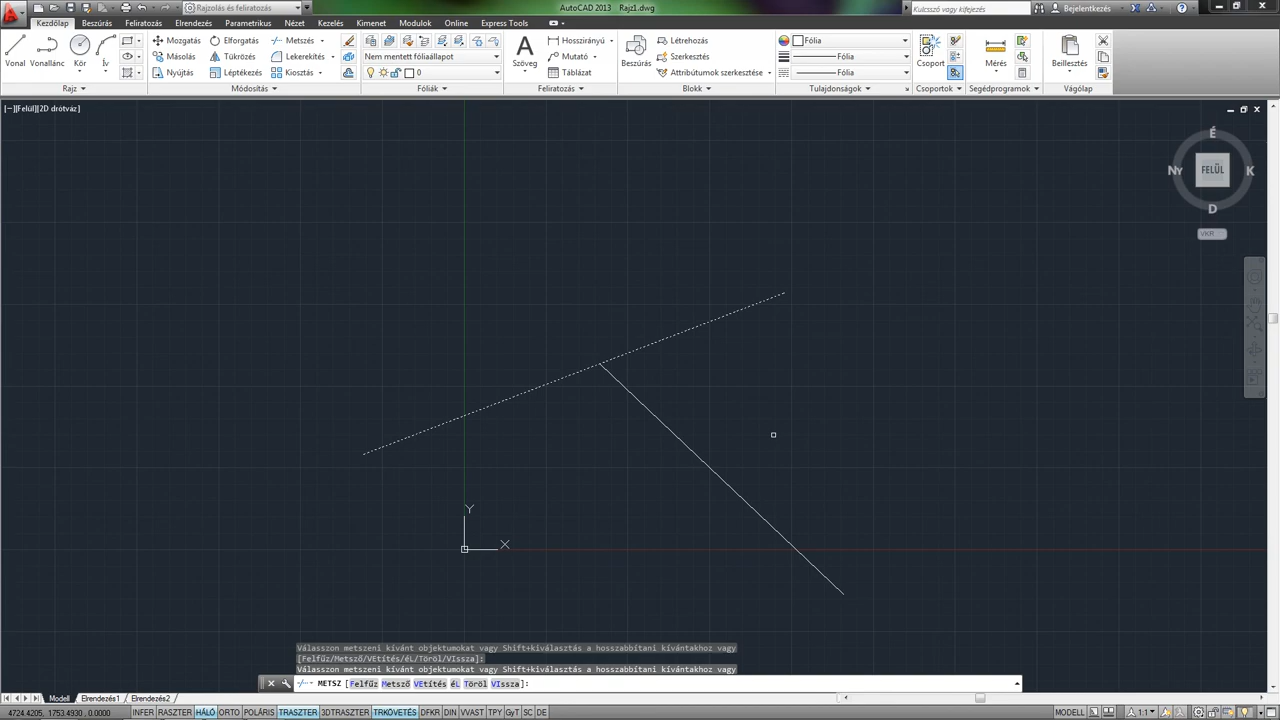 Rajzolás és feliratozás
AutoCAD 2013 Rajz1.dwg
Kulcsszó vagy kifejezés
Bejelentkezés
Kezdőlap Beszúrás Feliratozás Elrendezés Parametrikus Nézet Kezelés Kimenet Modulok Online Express Tools
Vonal Vonallánc Kör Ív
Mozgatás Elforgatás Metszés
Másolás Tükrözés Lekerekítés
Nyújtás Léptékezés Kiosztás
Nem mentett fóliaállapot
0
Szöveg
Hosszirányú
Mutató
Táblázat
Beszúrás
Létrehozás
Szerkesztés
Attribútumok szerkesztése
Fólia
Fólia
Fólia
Csoport
Mérés
Beillesztés
Rajz Módosítás Fóliák Feliratozás Blokk Tulajdonságok Csoportok Segédprogramok Vágólap
[−][Felül][2D drótváz]
É
NY FELÜL K
D
VKR
Y
X
Válasszon metszeni kívánt objektumokat vagy Shift+kiválasztás a hosszabbítani kívántakhoz vagy
[Felfűz/Metsző/VEtítés/éL/Töröl/VIssza]:
Válasszon metszeni kívánt objektumokat vagy Shift+kiválasztás a hosszabbítani kívántakhoz vagy
METSZ [Felfűz Metsző VEtítés éL Töröl VIssza]:
Modell Elrendezés1 Elrendezés2
4724.2405, 1753.4930, 0.0000
INFER RASZTER HÁLÓ ORTO POLÁRIS TRASZTER 3DTRASZTER TRKÖVETÉS DFKR DIN VVAST TPY GyT SC DE
MODELL
1:1